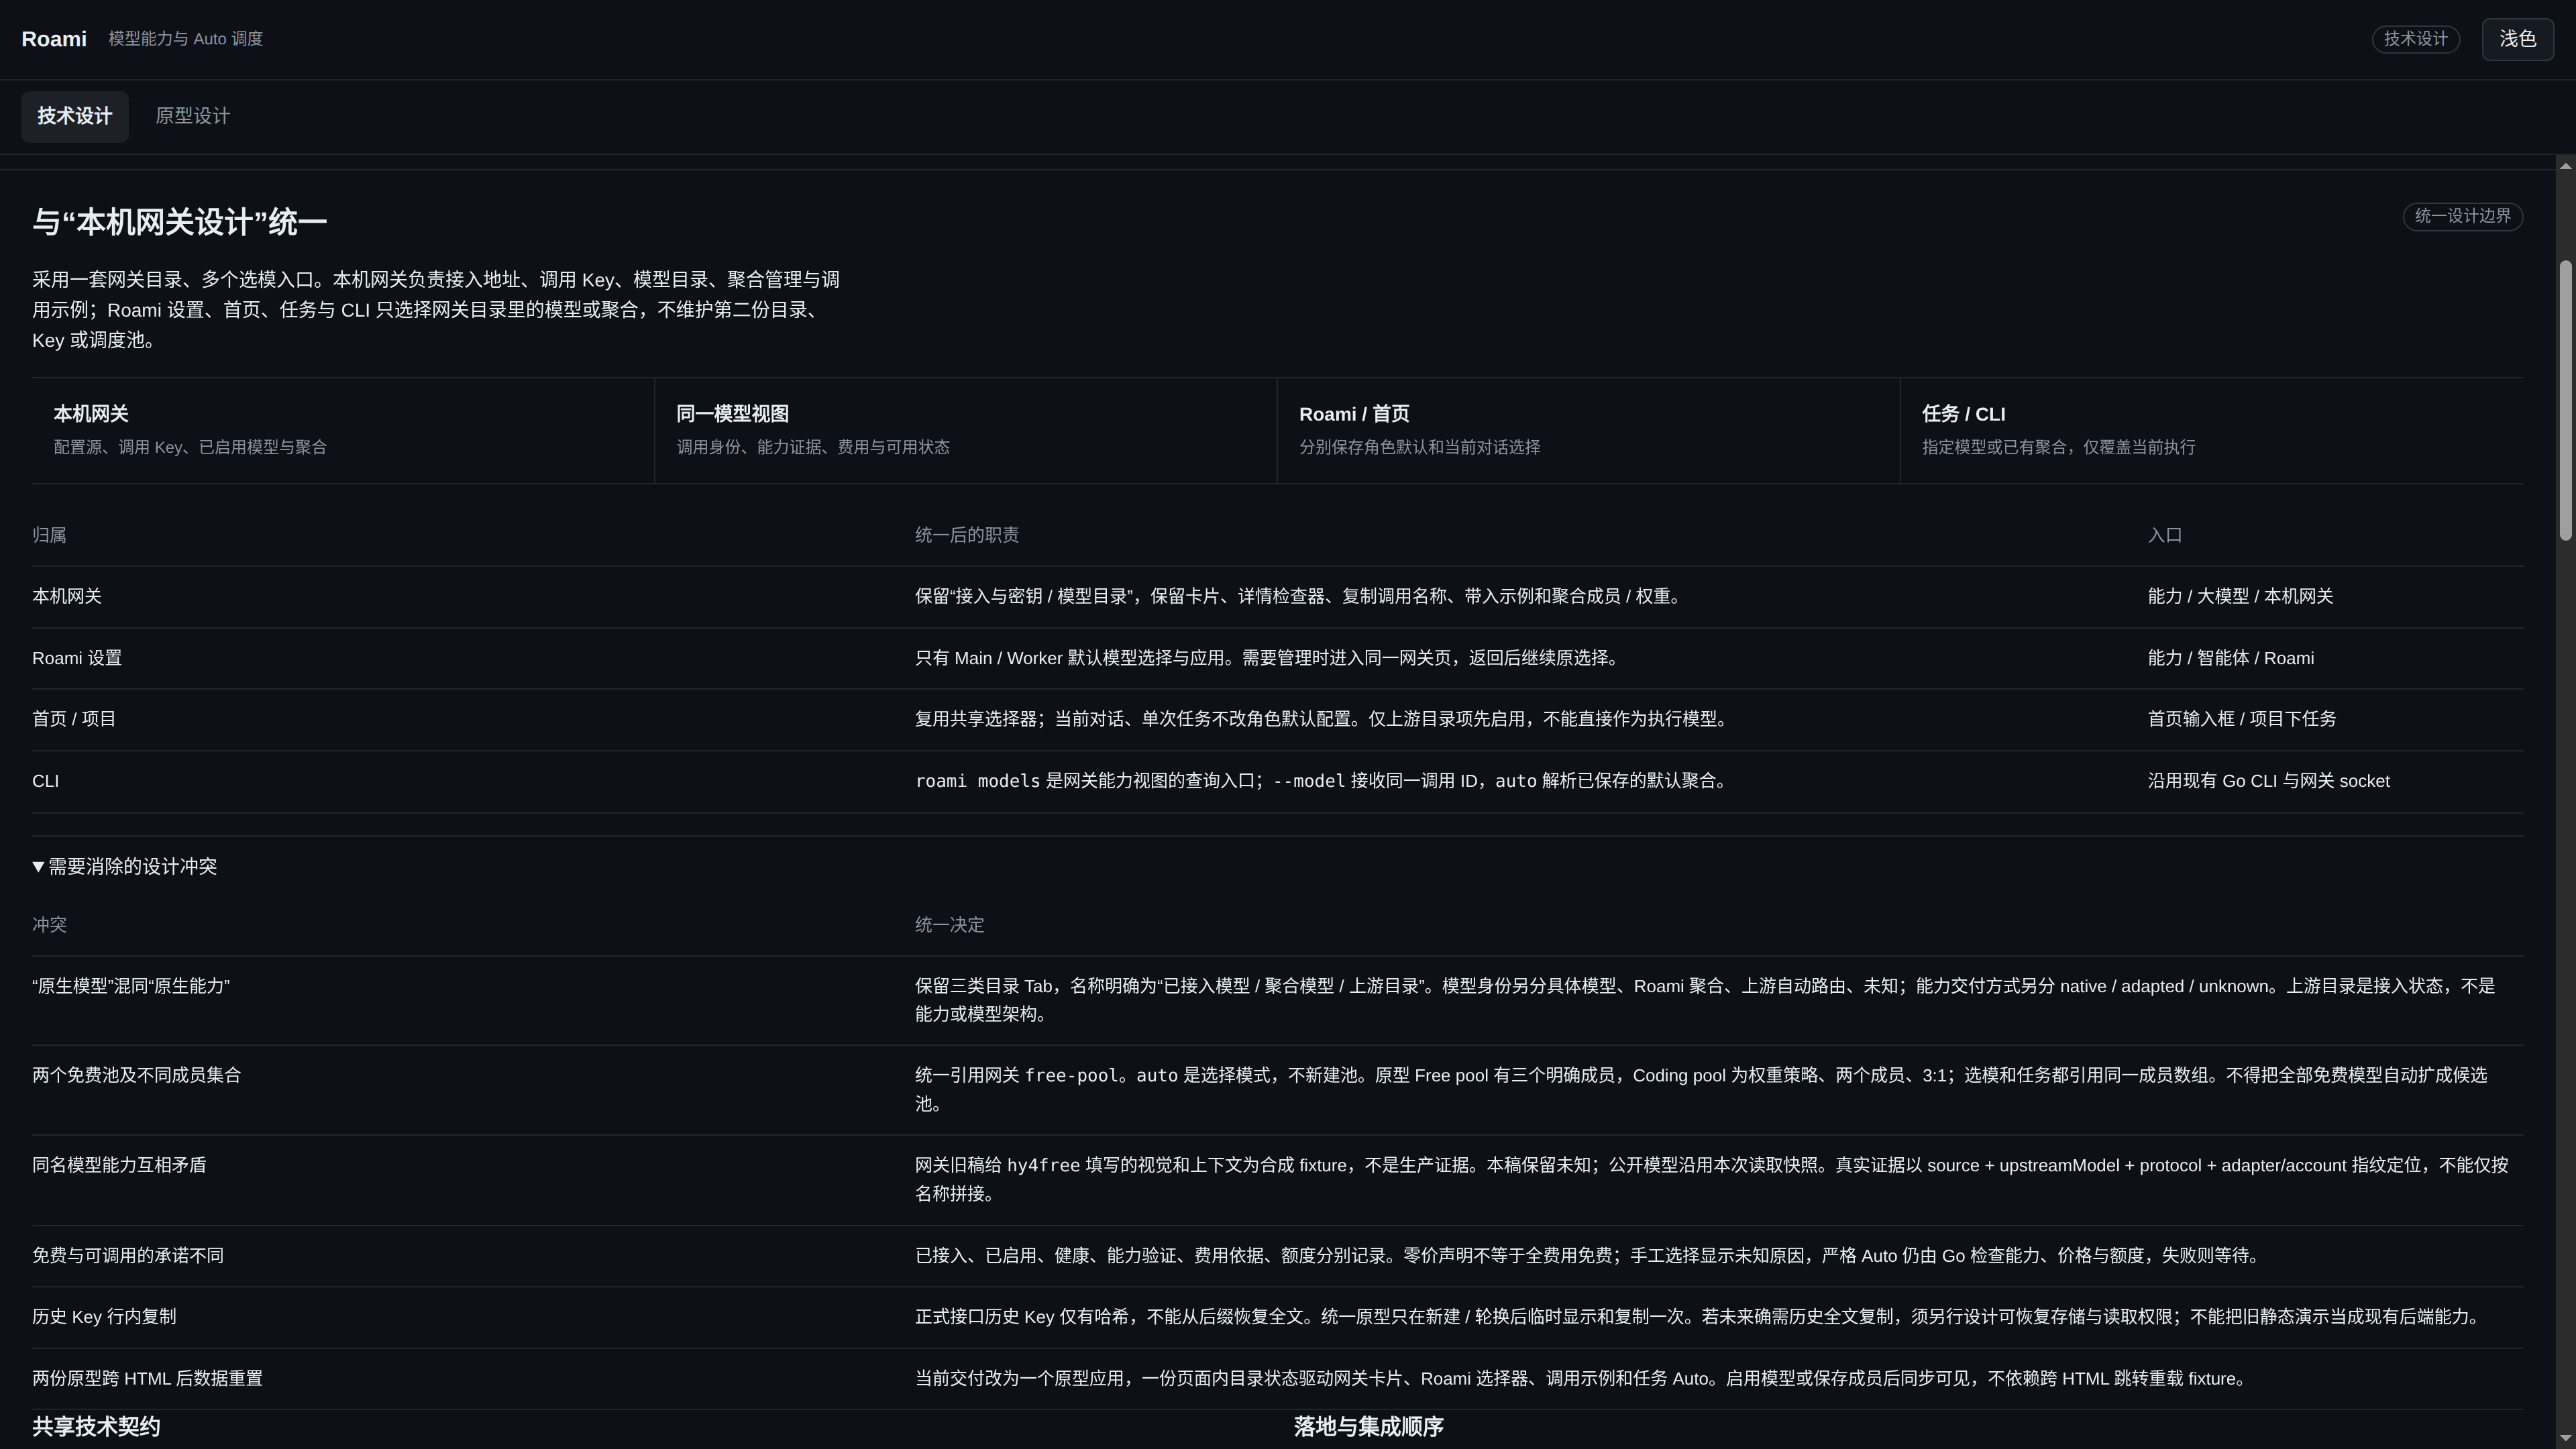 Roami 模型能力与 Auto 调度
技术设计 浅色
技术设计 原型设计
与“本机网关设计”统一
统一设计边界
采用一套网关目录、多个选模入口。本机网关负责接入地址、调用 Key、模型目录、聚合管理与调
用示例；Roami 设置、首页、任务与 CLI 只选择网关目录里的模型或聚合，不维护第二份目录、
Key 或调度池。
本机网关
配置源、调用 Key、已启用模型与聚合
同一模型视图
调用身份、能力证据、费用与可用状态
Roami / 首页
分别保存角色默认和当前对话选择
任务 / CLI
指定模型或已有聚合，仅覆盖当前执行
归属 统一后的职责 入口
本机网关 保留“接入与密钥 / 模型目录”，保留卡片、详情检查器、复制调用名称、带入示例和聚合成员 / 权重。 能力 / 大模型 / 本机网关
Roami 设置 只有 Main / Worker 默认模型选择与应用。需要管理时进入同一网关页，返回后继续原选择。 能力 / 智能体 / Roami
首页 / 项目 复用共享选择器；当前对话、单次任务不改角色默认配置。仅上游目录项先启用，不能直接作为执行模型。 首页输入框 / 项目下任务
CLI roami models 是网关能力视图的查询入口；--model 接收同一调用 ID，auto 解析已保存的默认聚合。 沿用现有 Go CLI 与网关 socket
▼需要消除的设计冲突
冲突 统一决定
“原生模型”混同“原生能力” 保留三类目录 Tab，名称明确为“已接入模型 / 聚合模型 / 上游目录”。模型身份另分具体模型、Roami 聚合、上游自动路由、未知；能力交付方式另分 native / adapted / unknown。上游目录是接入状态，不是
能力或模型架构。
两个免费池及不同成员集合 统一引用网关 free-pool。auto 是选择模式，不新建池。原型 Free pool 有三个明确成员，Coding pool 为权重策略、两个成员、3:1；选模和任务都引用同一成员数组。不得把全部免费模型自动扩成候选
池。
同名模型能力互相矛盾 网关旧稿给 hy4free 填写的视觉和上下文为合成 fixture，不是生产证据。本稿保留未知；公开模型沿用本次读取快照。真实证据以 source + upstreamModel + protocol + adapter/account 指纹定位，不能仅按
名称拼接。
免费与可调用的承诺不同 已接入、已启用、健康、能力验证、费用依据、额度分别记录。零价声明不等于全费用免费；手工选择显示未知原因，严格 Auto 仍由 Go 检查能力、价格与额度，失败则等待。
历史 Key 行内复制 正式接口历史 Key 仅有哈希，不能从后缀恢复全文。统一原型只在新建 / 轮换后临时显示和复制一次。若未来确需历史全文复制，须另行设计可恢复存储与读取权限；不能把旧静态演示当成现有后端能力。
两份原型跨 HTML 后数据重置 当前交付改为一个原型应用，一份页面内目录状态驱动网关卡片、Roami 选择器、调用示例和任务 Auto。启用模型或保存成员后同步可见，不依赖跨 HTML 跳转重载 fixture。
共享技术契约 落地与集成顺序